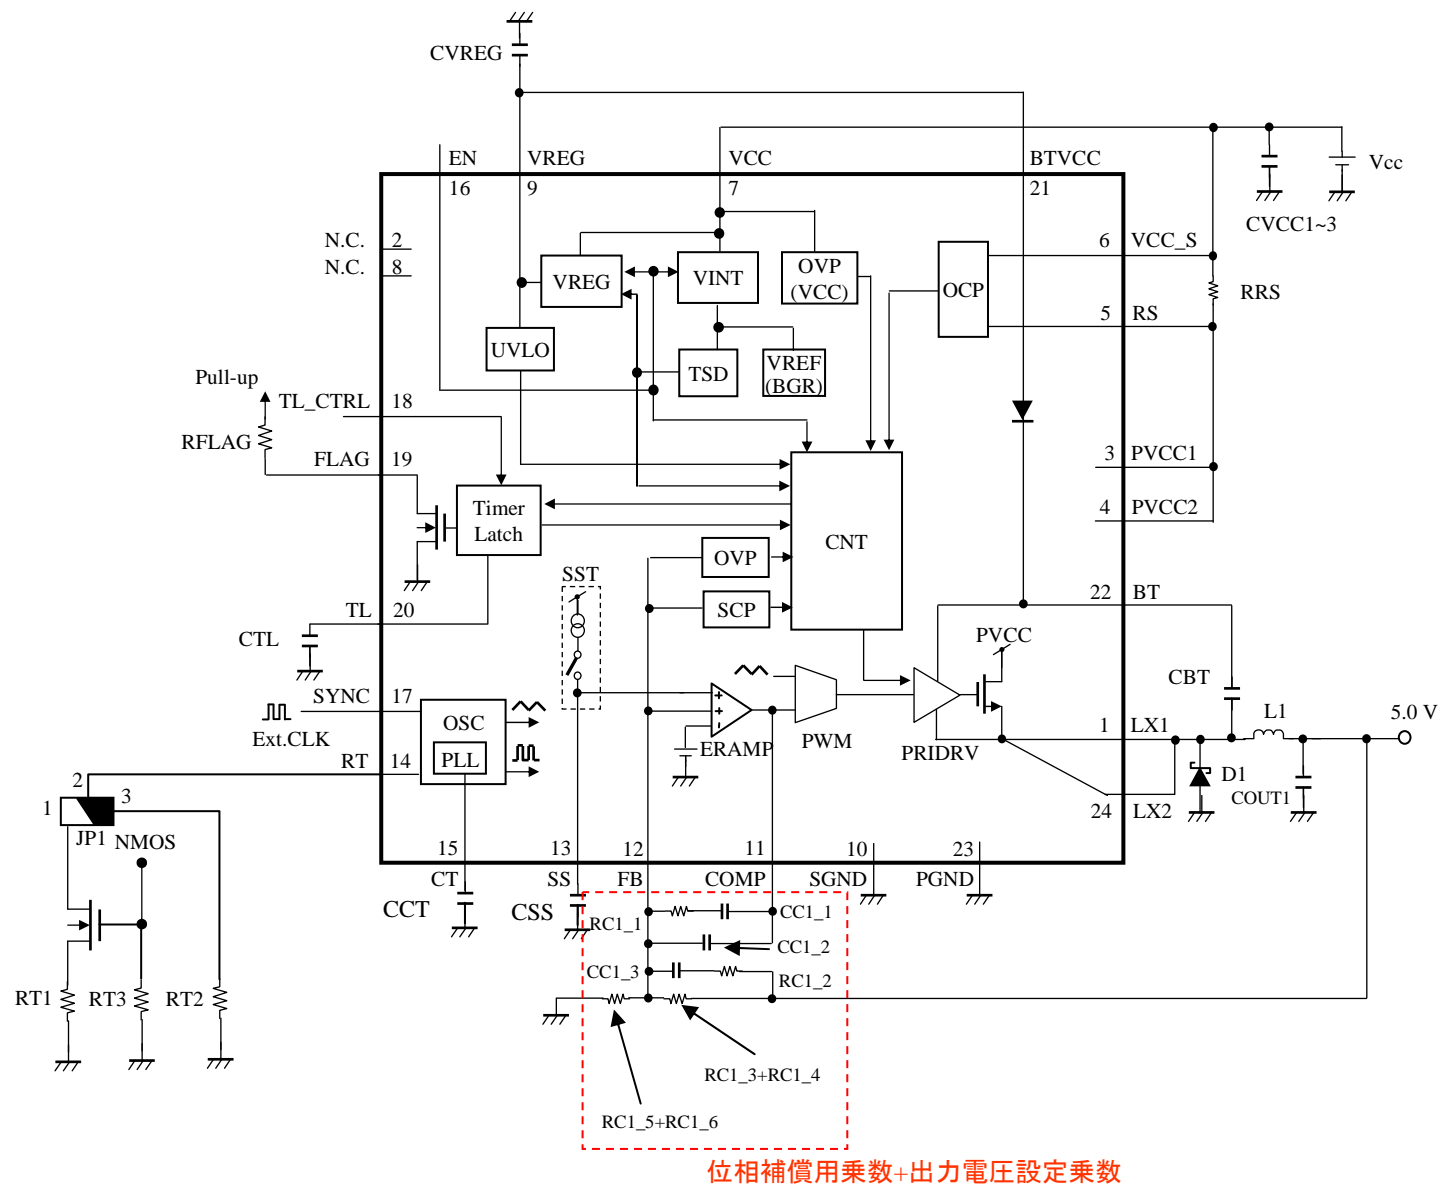 CVREG
EN
VREG
VCC
BTVCC
Vcc
16
9
7
21
CVCC1~3
N.C.
2
N.C.
8
6
VCC_S
VREG
VINT
OVP
(VCC)
OCP
RRS
5
RS
UVLO
TSD
VREF
(BGR)
Pull-up
TL_CTRL
18
RFLAG
FLAG
19
3
PVCC1
Timer
Latch
4
PVCC2
CNT
OVP
SST
SCP
22
BT
TL
20
CTL
PVCC
CBT
SYNC
17
Ext.CLK
OSC
PLL
ERAMP
PWM
PRIDRV
1
LX1
L1
5.0 V
RT
14
D1
COUT1
24
LX2
2
1
3
JP1
NMOS
15
13
12
11
10
23
CT
SS
FB
COMP
SGND
PGND
CCT
CSS
RC1_1
CC1_1
CC1_2
CC1_3
RC1_2
RT1
RT3
RT2
RC1_3+RC1_4
RC1_5+RC1_6
位相補償用乗数+出力電圧設定乗数